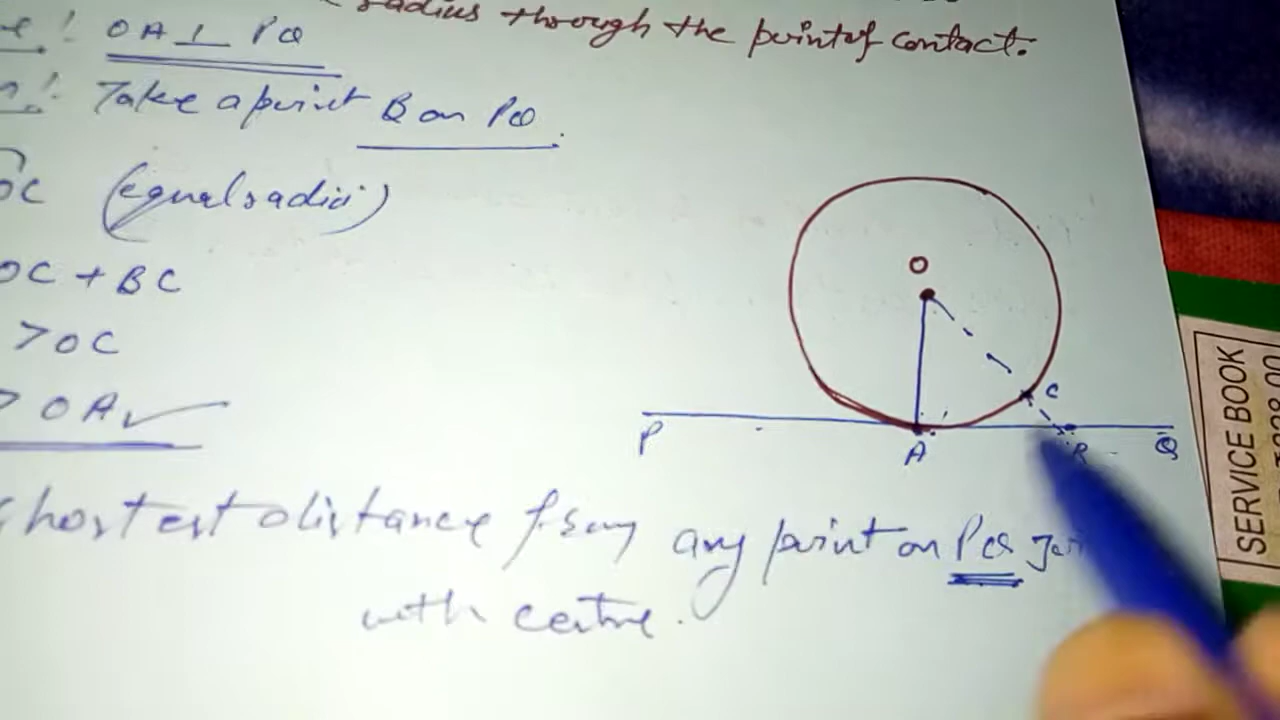 radius through the point of contact.
OA ⊥ PQ
Take a point B on PQ.
OC (equal radii)
OC + BC
> OC
> OA ✓
shortest distance from any point on PQ
with centre.
O
C
P
A
B
Q
SERVICE BOOK